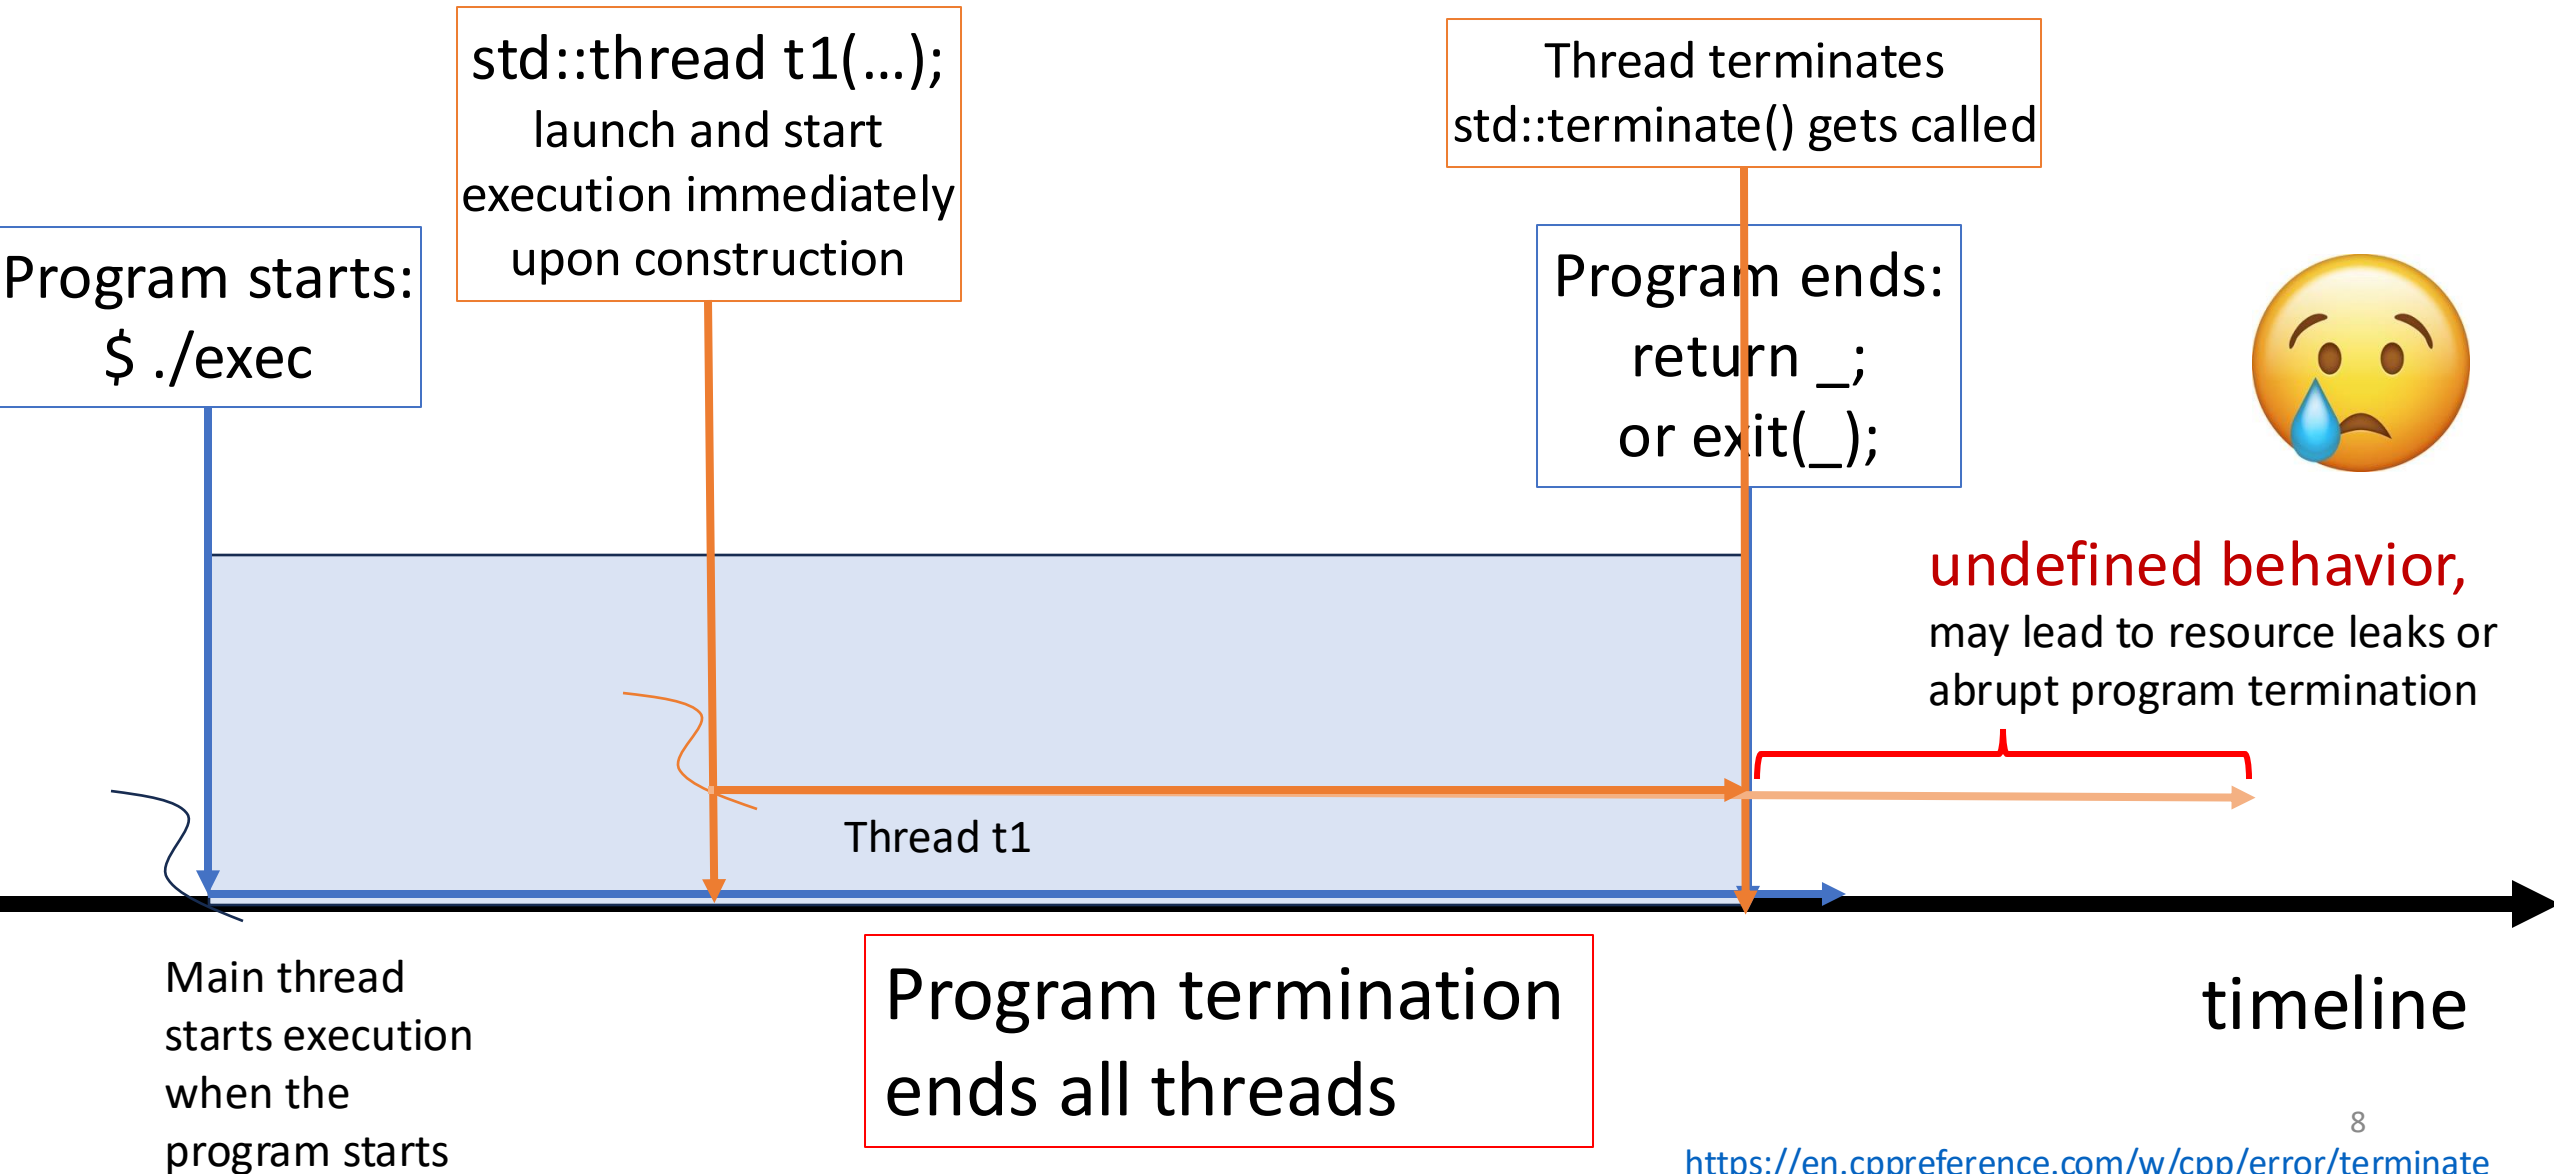 std::thread t1(…);
launch and start
execution immediately
upon construction
Thread terminates
std::terminate() gets called
Program starts:
$ ./exec
Program ends:
return _;
or exit(_);
undefined behavior,
may lead to resource leaks or
abrupt program termination
Thread t1
Main thread
starts execution
when the
program starts
Program termination
ends all threads
timeline
8
https://en.cppreference.com/w/cpp/error/terminate